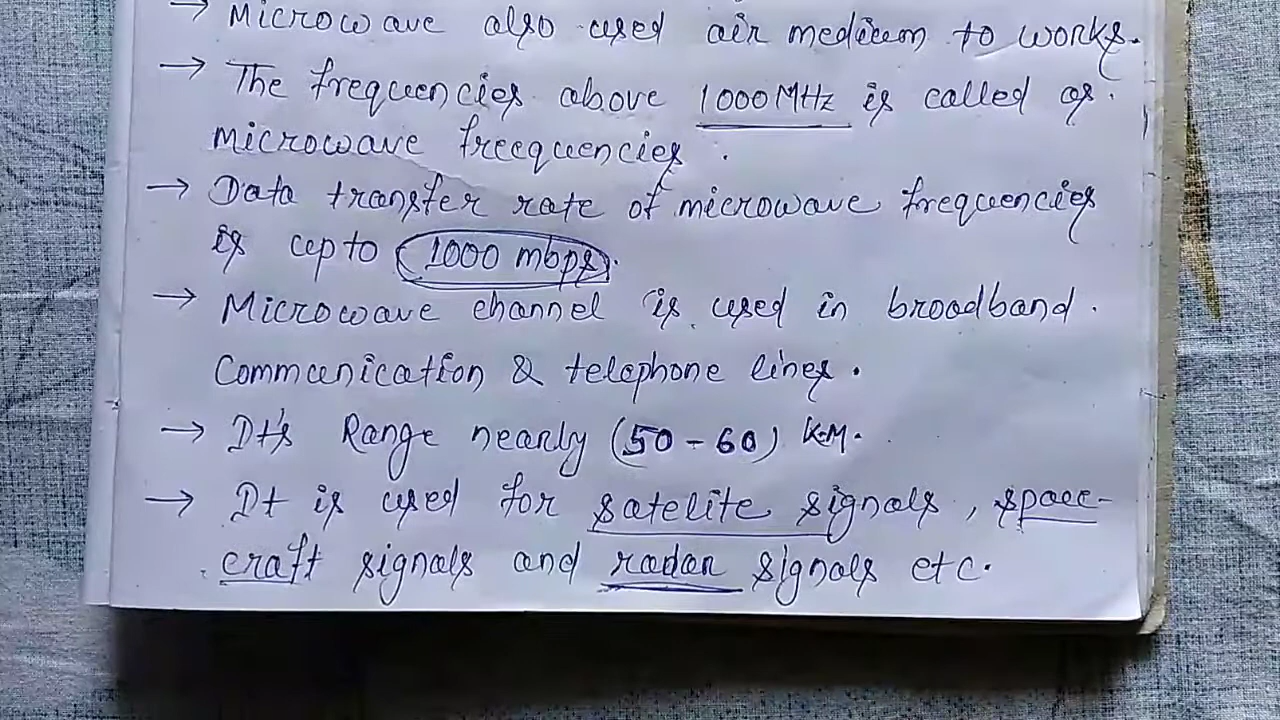 → Microwave also used air medium to works.
→ The frequencies above 1000MHz is called as.
microwave freequencies.
→ Data transfer rate of microwave frequencies
is upto 1000 mbps.
→ Microwave channel is used in broadband.
Communication & telephone lines.
→ It's Range nearly (50-60) K.M.
→ It is used for satelite signals, space-
craft signals and radar signals etc.